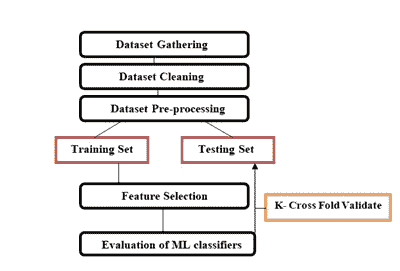 Dataset Gathering
Dataset Cleaning
Dataset Pre-processing
Training Set
Testing Set
Feature Selection
K- Cross Fold Validate
Evaluation of ML classifiers